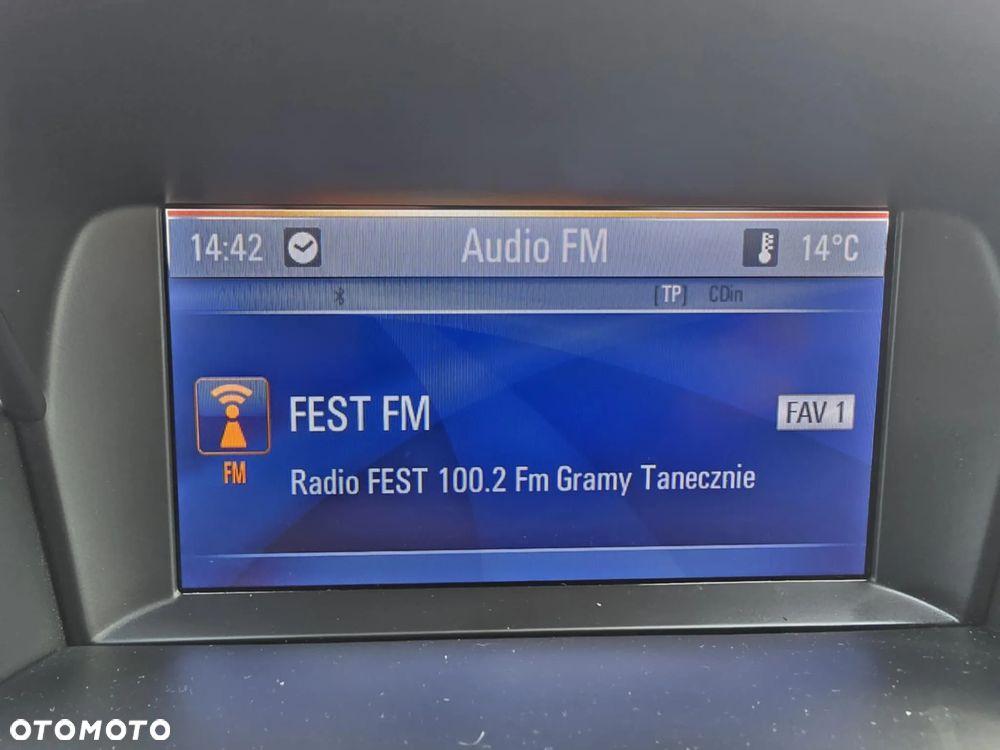 14:42 Audio FM 14°C
[TP] CDin
FEST FM FAV 1
FM
Radio FEST 100.2 Fm Gramy Tanecznie
OTOMOTO